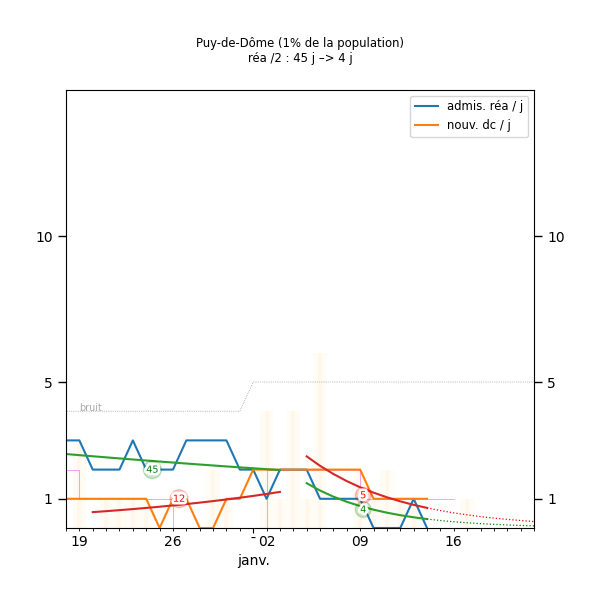 Puy-de-Dôme (1% de la population)
réa /2 : 45 j –> 4 j
admis. réa / j
nouv. dc / j
10 10
5 5
bruit
45
12
5
4
1 1
19 26 02 09 16
janv.